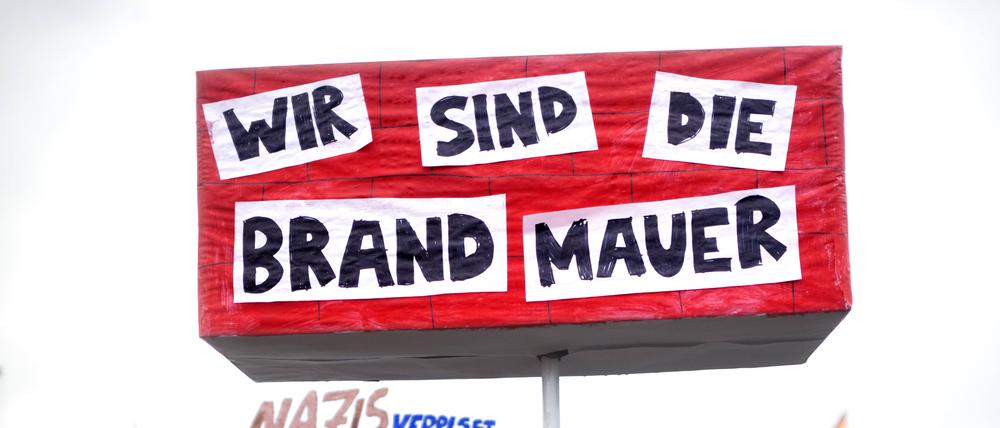 WIR SIND DIE
BRAND MAUER
NAZIS